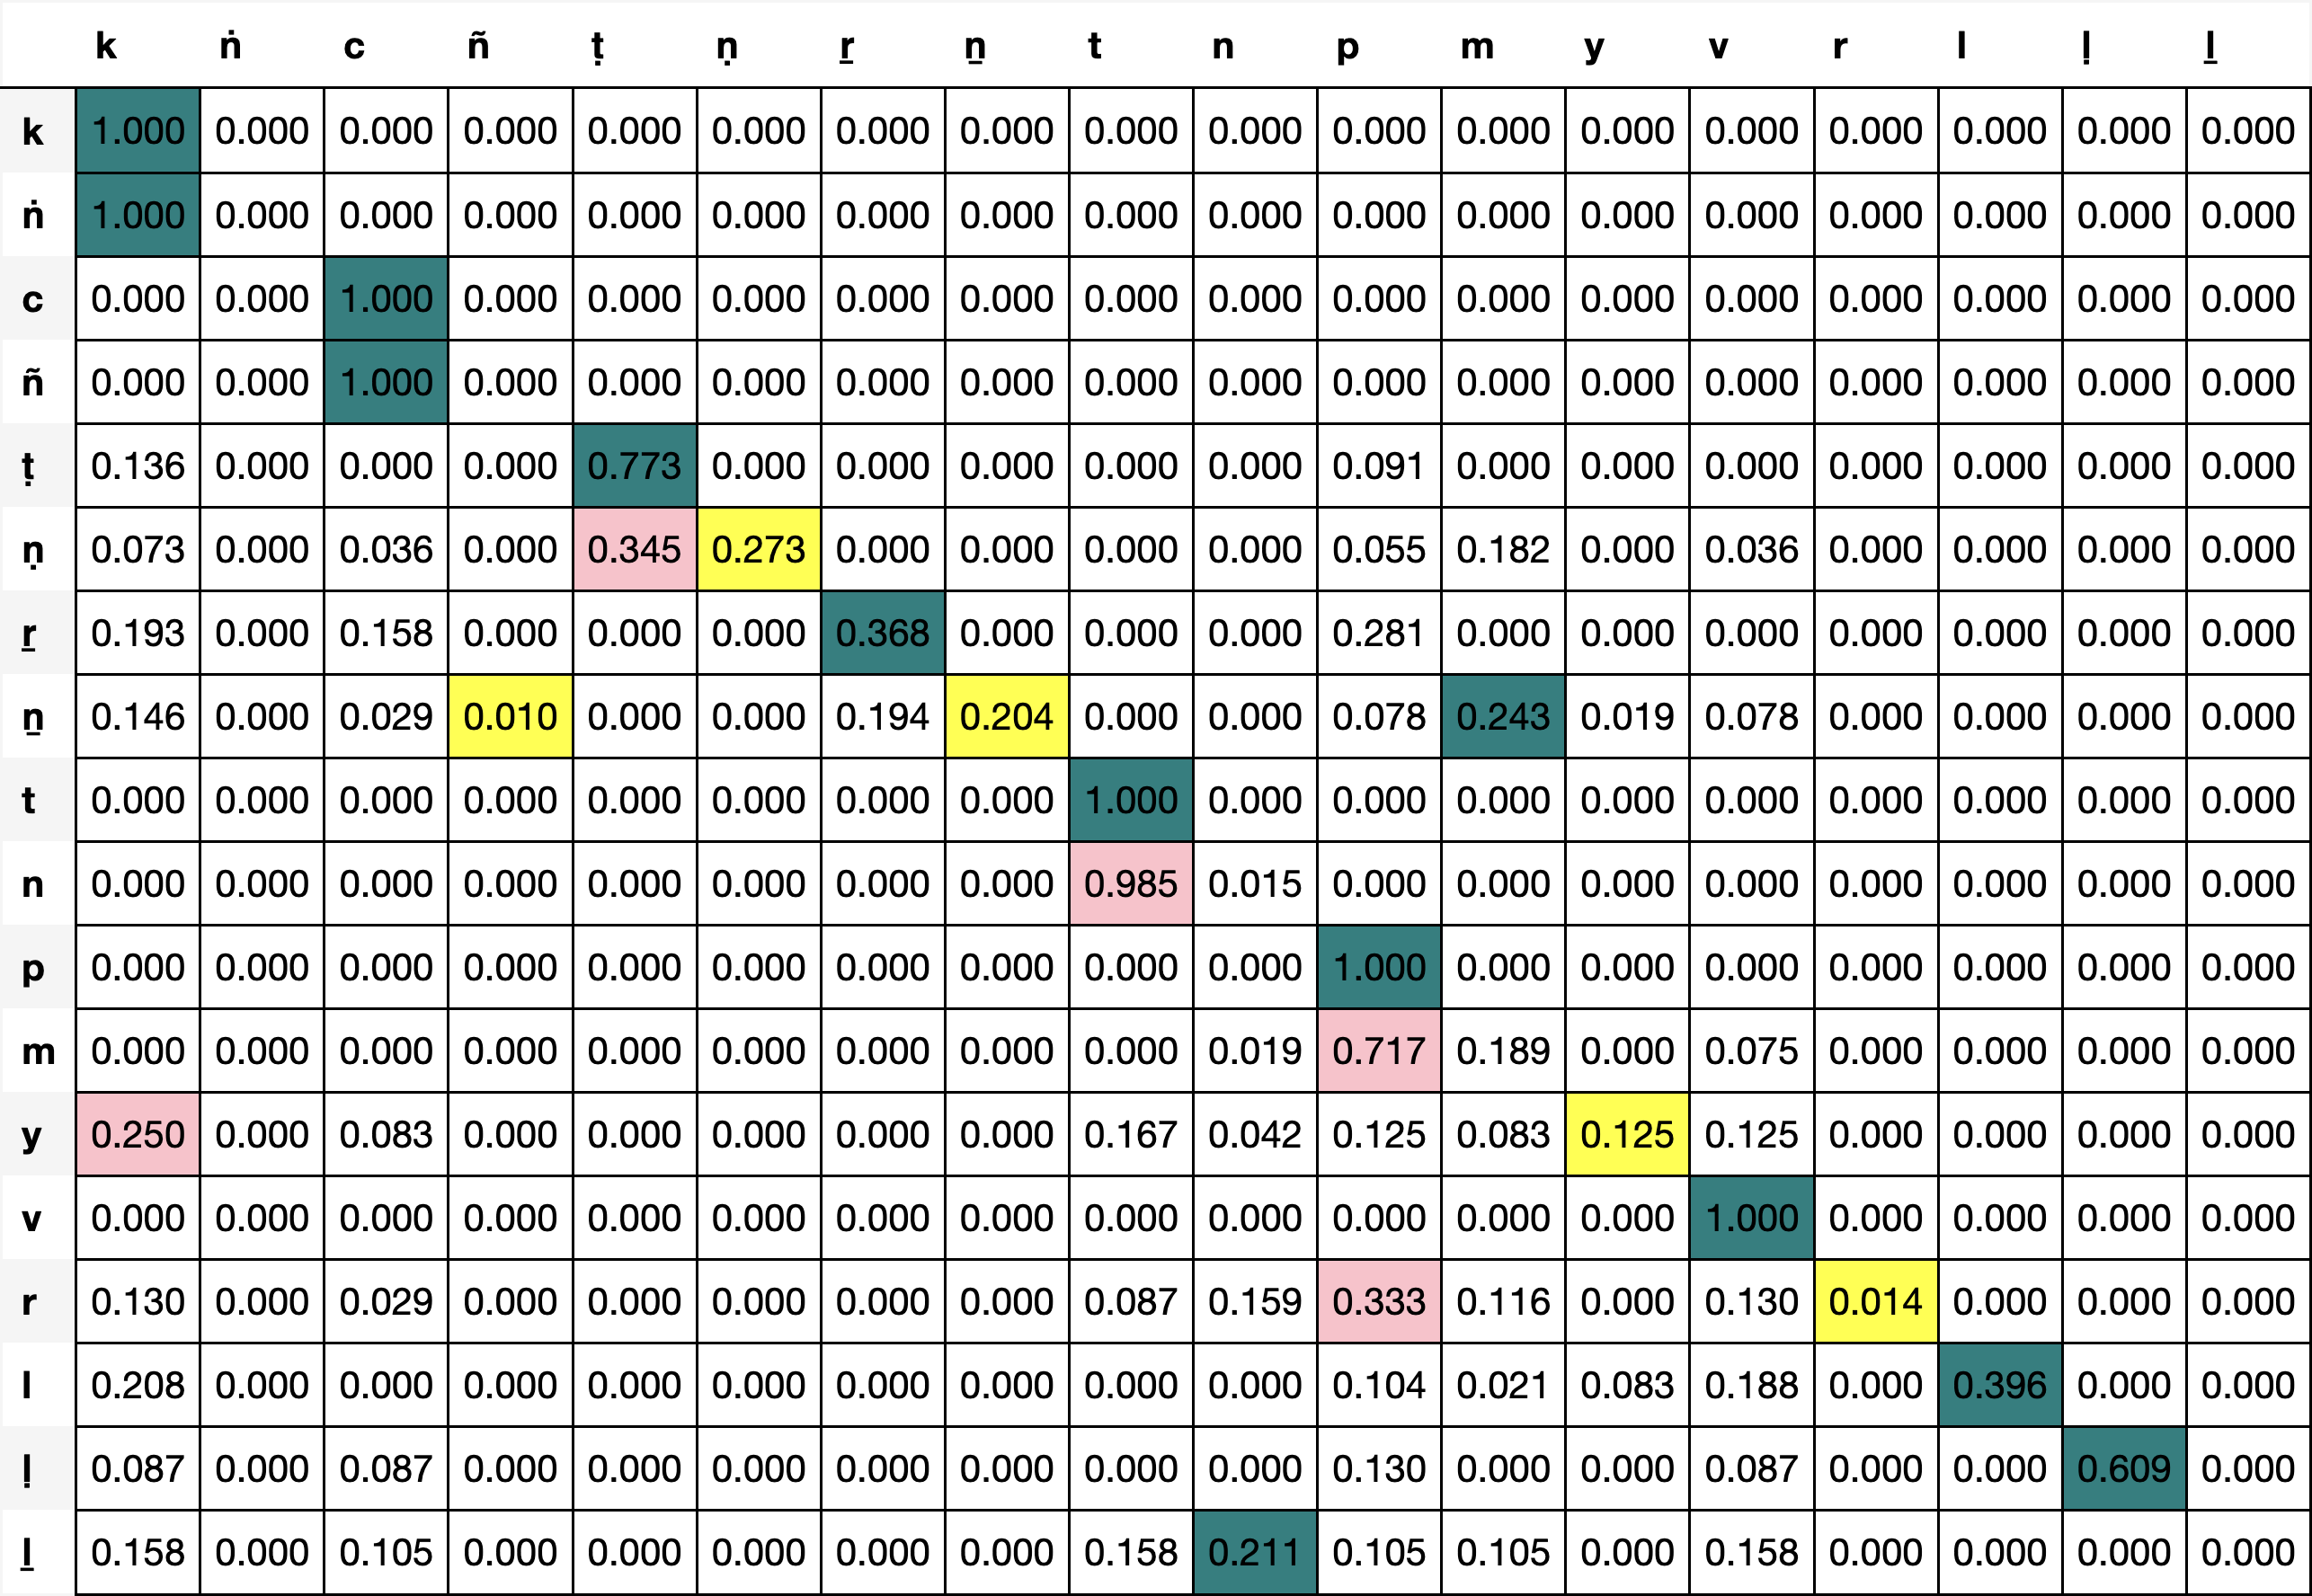 k ṅ c ñ ṭ ṇ ṟ ṉ t n p m y v r l ḷ ḻ
k 1.000 0.000 0.000 0.000 0.000 0.000 0.000 0.000 0.000 0.000 0.000 0.000 0.000 0.000 0.000 0.000 0.000 0.000
ṅ 1.000 0.000 0.000 0.000 0.000 0.000 0.000 0.000 0.000 0.000 0.000 0.000 0.000 0.000 0.000 0.000 0.000 0.000
c 0.000 0.000 1.000 0.000 0.000 0.000 0.000 0.000 0.000 0.000 0.000 0.000 0.000 0.000 0.000 0.000 0.000 0.000
ñ 0.000 0.000 1.000 0.000 0.000 0.000 0.000 0.000 0.000 0.000 0.000 0.000 0.000 0.000 0.000 0.000 0.000 0.000
ṭ 0.136 0.000 0.000 0.000 0.773 0.000 0.000 0.000 0.000 0.000 0.091 0.000 0.000 0.000 0.000 0.000 0.000 0.000
ṇ 0.073 0.000 0.036 0.000 0.345 0.273 0.000 0.000 0.000 0.000 0.055 0.182 0.000 0.036 0.000 0.000 0.000 0.000
ṟ 0.193 0.000 0.158 0.000 0.000 0.000 0.368 0.000 0.000 0.000 0.281 0.000 0.000 0.000 0.000 0.000 0.000 0.000
ṉ 0.146 0.000 0.029 0.010 0.000 0.000 0.194 0.204 0.000 0.000 0.078 0.243 0.019 0.078 0.000 0.000 0.000 0.000
t 0.000 0.000 0.000 0.000 0.000 0.000 0.000 0.000 1.000 0.000 0.000 0.000 0.000 0.000 0.000 0.000 0.000 0.000
n 0.000 0.000 0.000 0.000 0.000 0.000 0.000 0.000 0.985 0.015 0.000 0.000 0.000 0.000 0.000 0.000 0.000 0.000
p 0.000 0.000 0.000 0.000 0.000 0.000 0.000 0.000 0.000 0.000 1.000 0.000 0.000 0.000 0.000 0.000 0.000 0.000
m 0.000 0.000 0.000 0.000 0.000 0.000 0.000 0.000 0.000 0.019 0.717 0.189 0.000 0.075 0.000 0.000 0.000 0.000
y 0.250 0.000 0.083 0.000 0.000 0.000 0.000 0.000 0.167 0.042 0.125 0.083 0.125 0.125 0.000 0.000 0.000 0.000
v 0.000 0.000 0.000 0.000 0.000 0.000 0.000 0.000 0.000 0.000 0.000 0.000 0.000 1.000 0.000 0.000 0.000 0.000
r 0.130 0.000 0.029 0.000 0.000 0.000 0.000 0.000 0.087 0.159 0.333 0.116 0.000 0.130 0.014 0.000 0.000 0.000
l 0.208 0.000 0.000 0.000 0.000 0.000 0.000 0.000 0.000 0.000 0.104 0.021 0.083 0.188 0.000 0.396 0.000 0.000
ḷ 0.087 0.000 0.087 0.000 0.000 0.000 0.000 0.000 0.000 0.000 0.130 0.000 0.000 0.087 0.000 0.000 0.609 0.000
ḻ 0.158 0.000 0.105 0.000 0.000 0.000 0.000 0.000 0.158 0.211 0.105 0.105 0.000 0.158 0.000 0.000 0.000 0.000